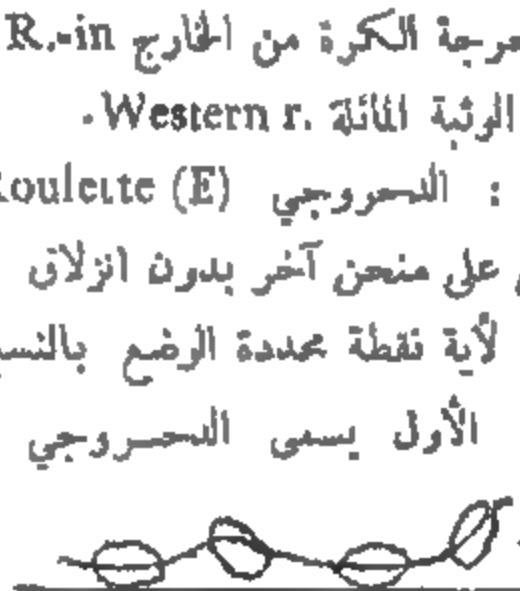 دحرجة الكرة من الخارج R.-in
الوثبة المائلة Western r.
Roulette (E) الدحروجي :
على منحن آخر بدون انزلاق
لأية نقطة محددة الوضع
الأول يسمى الدحروجي